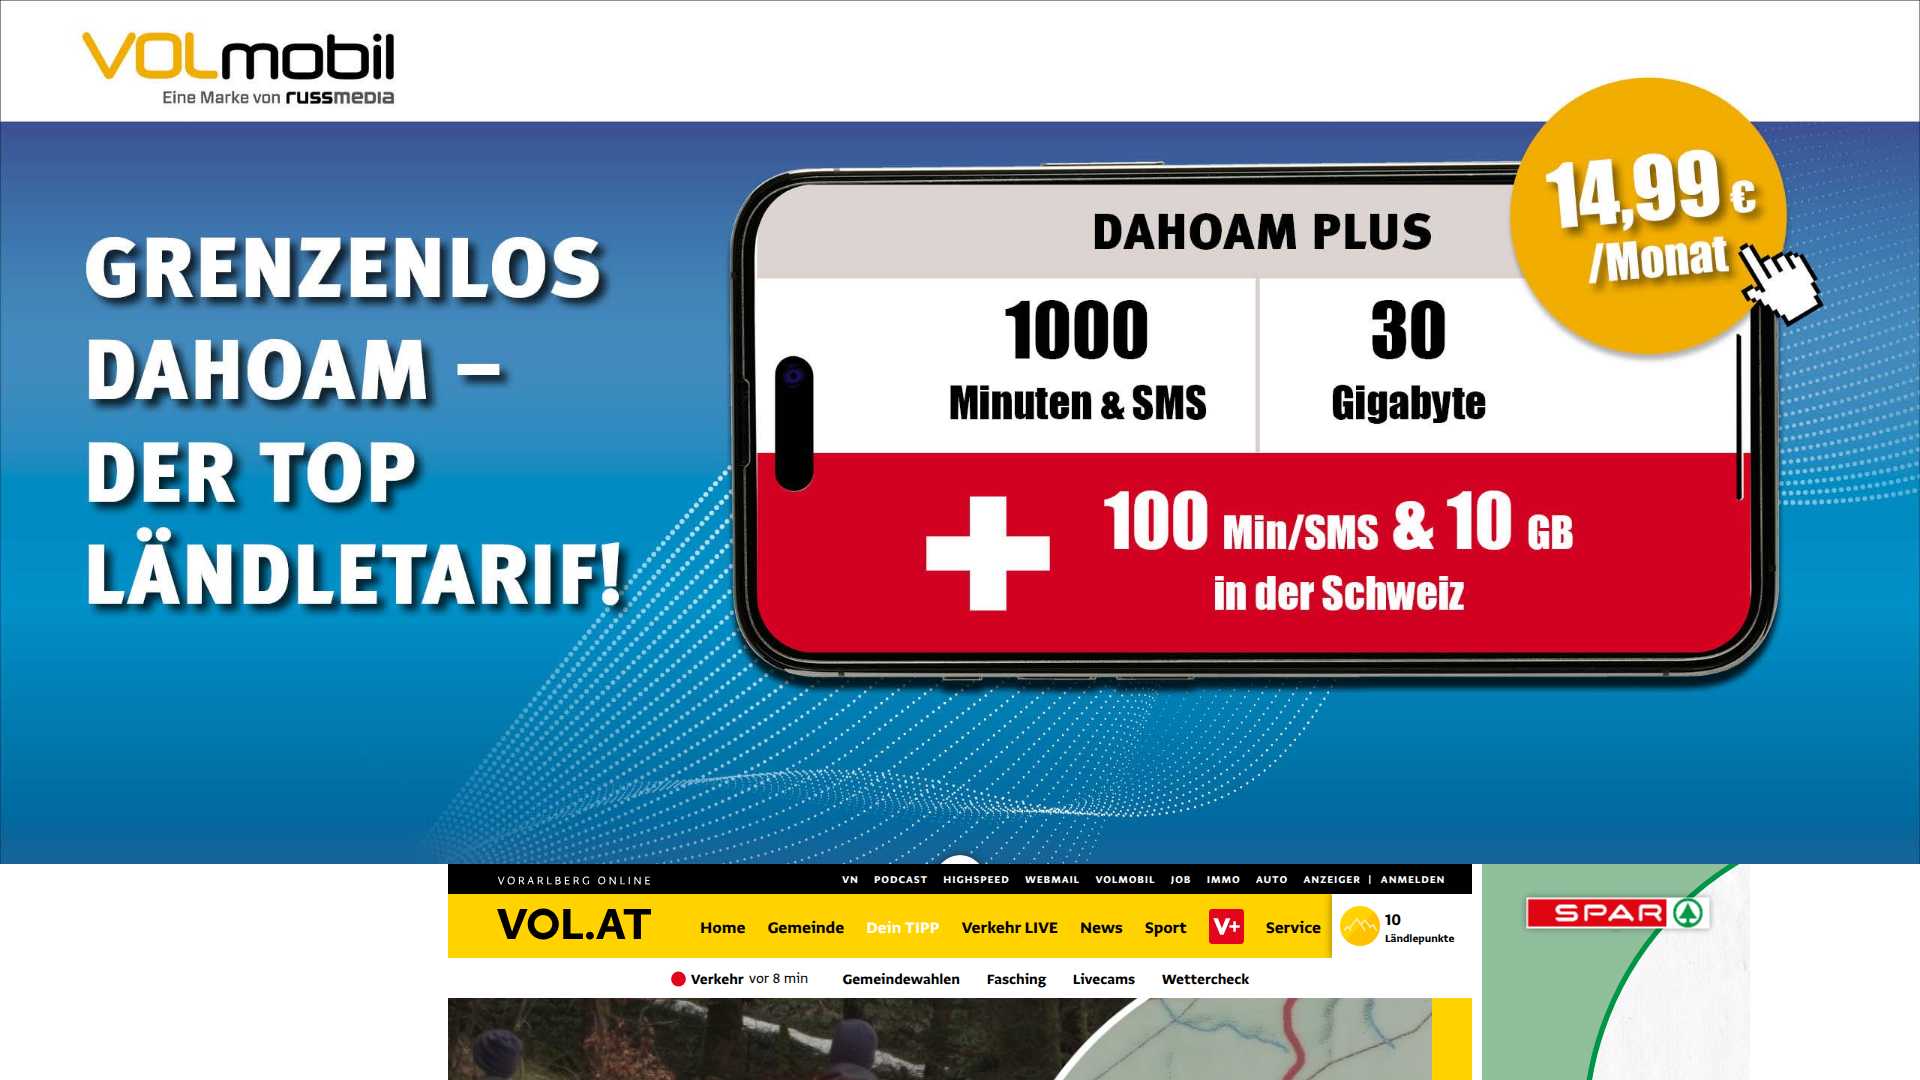 VOLmobil
Eine Marke von russmedia
GRENZENLOS
DAHOAM –
DER TOP
LÄNDLETARIF!
DAHOAM PLUS
14,99 €
/Monat
1000
Minuten & SMS
30
Gigabyte
100 Min/SMS & 10 GB
in der Schweiz
VORARLBERG ONLINE
VN PODCAST HIGHSPEED WEBMAIL VOLMOBIL JOB IMMO AUTO ANZEIGER | ANMELDEN
VOL.AT
Home Gemeinde Dein TIPP Verkehr LIVE News Sport V+ Service
10
Ländlepunkte
Verkehr vor 8 min Gemeindewahlen Fasching Livecams Wettercheck
SPAR